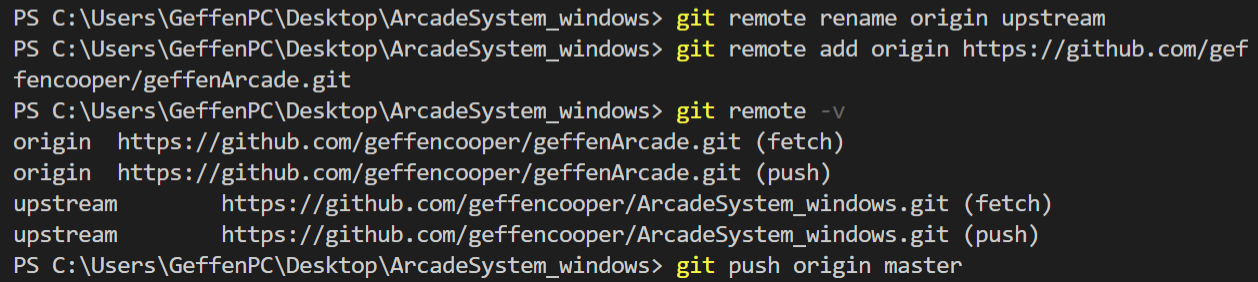 PS C:\Users\GeffenPC\Desktop\ArcadeSystem_windows> git remote rename origin upstream
PS C:\Users\GeffenPC\Desktop\ArcadeSystem_windows> git remote add origin https://github.com/gef
fencooper/geffenArcade.git
PS C:\Users\GeffenPC\Desktop\ArcadeSystem_windows> git remote -v
origin  https://github.com/geffencooper/geffenArcade.git (fetch)
origin  https://github.com/geffencooper/geffenArcade.git (push)
upstream        https://github.com/geffencooper/ArcadeSystem_windows.git (fetch)
upstream        https://github.com/geffencooper/ArcadeSystem_windows.git (push)
PS C:\Users\GeffenPC\Desktop\ArcadeSystem_windows> git push origin master